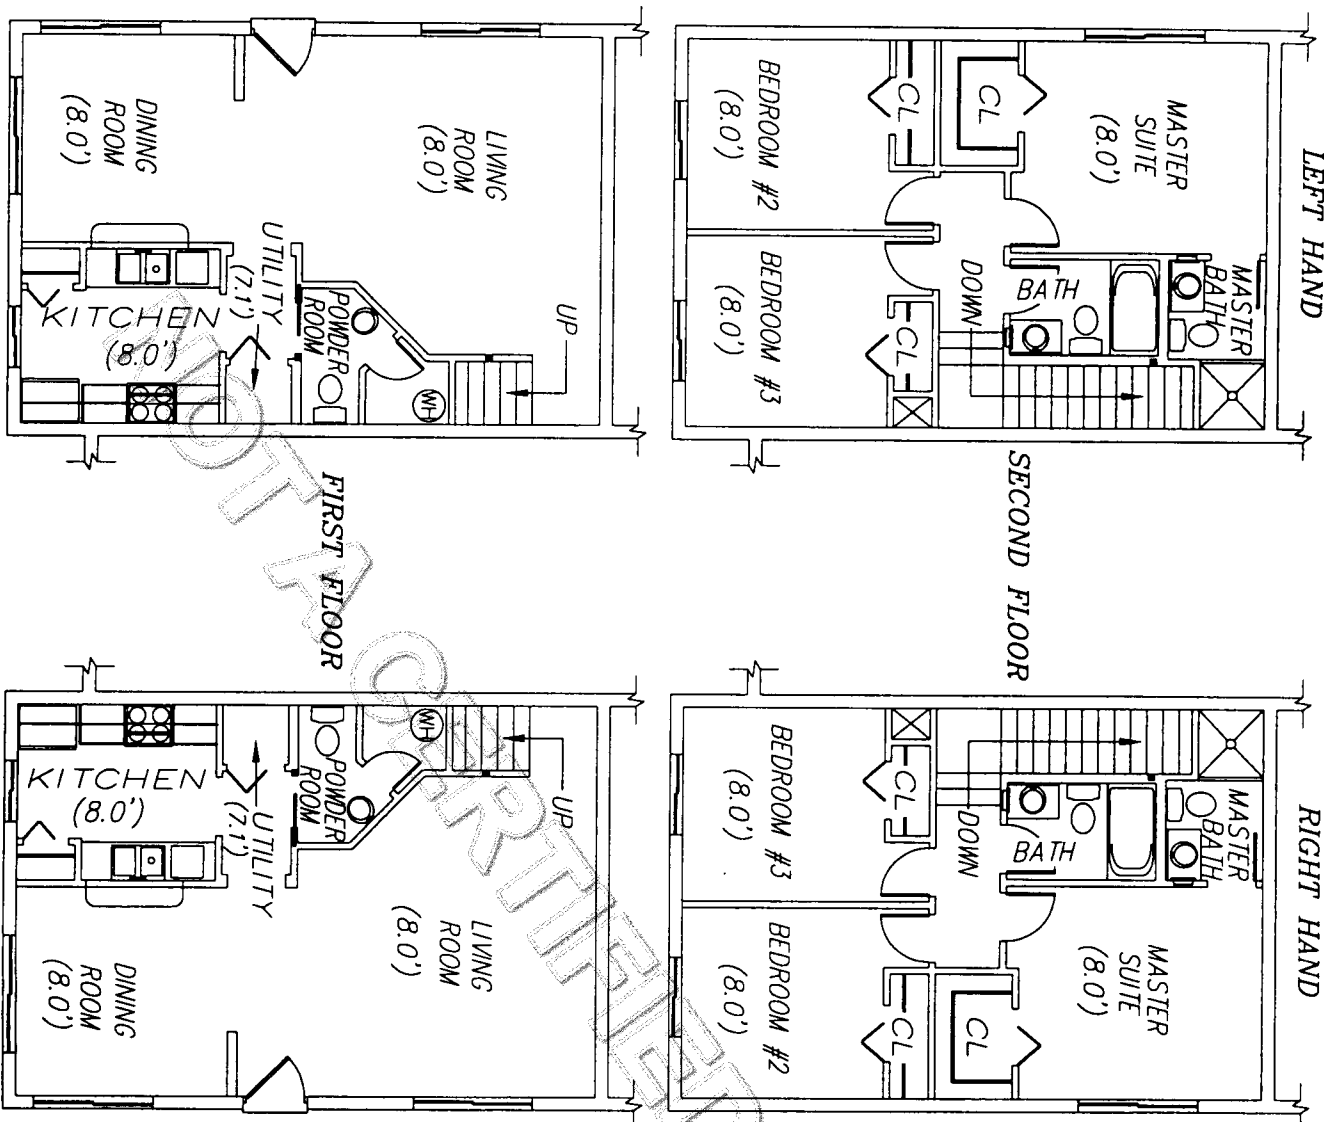 LEFT HAND
MASTER
SUITE
(8.0')
MASTER
BATH
CL
CL
BATH
DOWN
BEDROOM #2
(8.0')
BEDROOM #3
(8.0')
CL
SECOND FLOOR
RIGHT HAND
MASTER
BATH
MASTER
SUITE
(8.0')
BATH
DOWN
CL
CL
CL
BEDROOM #3
(8.0')
BEDROOM #2
(8.0')
LIVING
ROOM
(8.0')
UP
DINING
ROOM
(8.0')
UTILITY
(7.1')
POWDER
ROOM
WH
KITCHEN
(8.0')
FIRST FLOOR
UP
WH
POWDER
ROOM
UTILITY
(7.1')
KITCHEN
(8.0')
LIVING
ROOM
(8.0')
DINING
ROOM
(8.0')
NOT A CERTIFIED